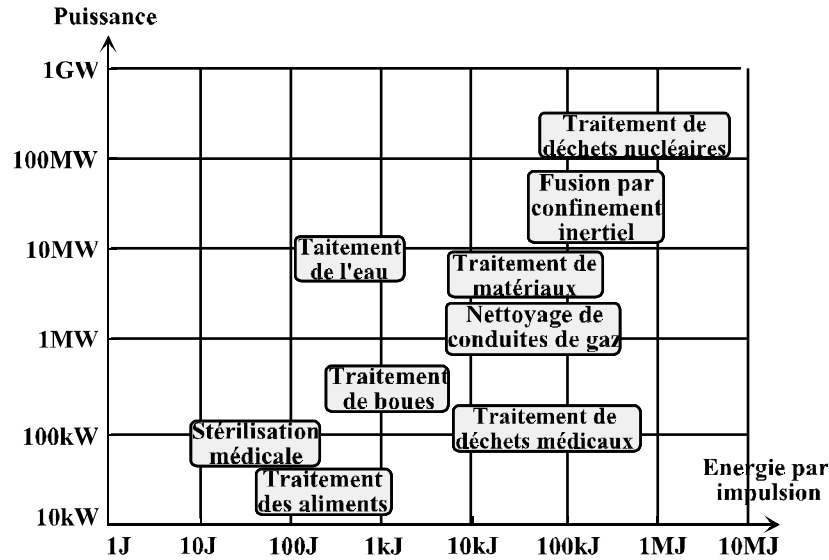 Puissance
1GW
Traitement de
déchets nucléaires
100MW
Fusion par
confinement
inertiel
10MW
Taitement
de l'eau
Traitement de
matériaux
Nettoyage de
conduites de gaz
1MW
Traitement
de boues
Traitement de
déchets médicaux
100kW
Stérilisation
médicale
Traitement
des aliments
Energie par
impulsion
10kW
1J 10J 100J 1kJ 10kJ 100kJ 1MJ 10MJ